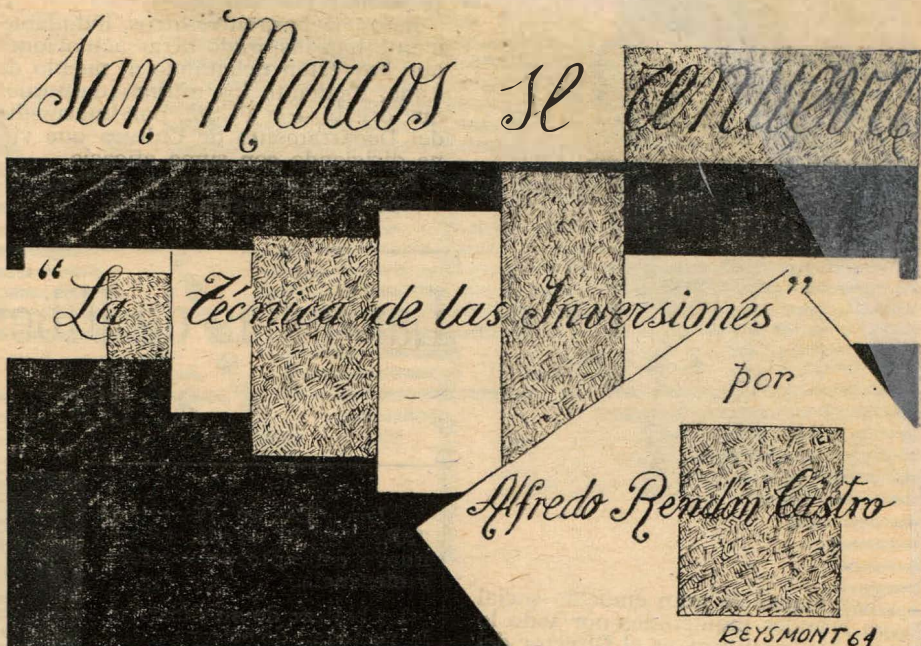 San Marcos se renueva
"La Técnica de las Inversiones"
por
Alfredo Rendón Castro
REYSMONT 64